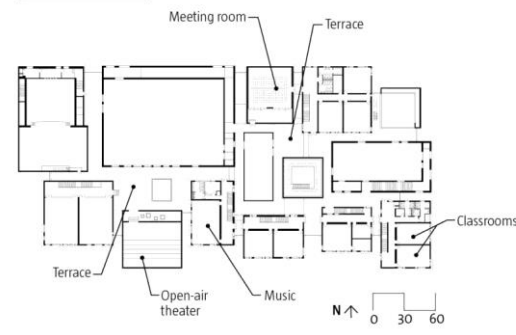 Meeting room
Terrace
Classrooms
Terrace
Open-air
theater
Music
N
0 30 60